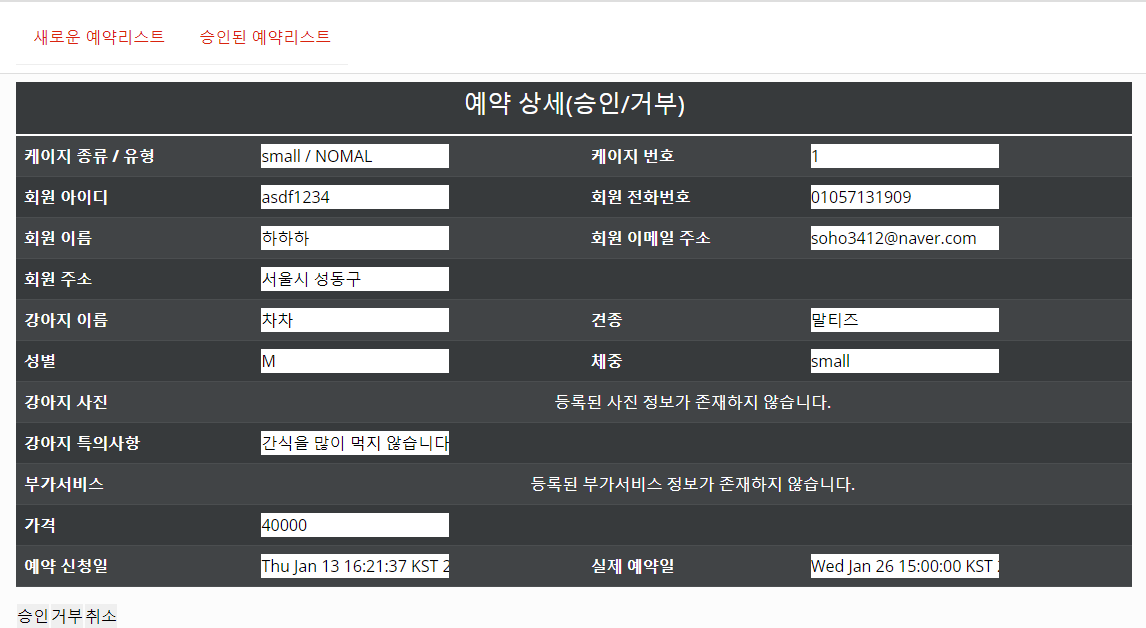 새로운 예약리스트 승인된 예약리스트
예약 상세(승인/거부)
케이지 종류 / 유형 small / NOMAL 케이지 번호 1
회원 아이디 asdf1234 회원 전화번호 01057131909
회원 이름 하하하 회원 이메일 주소 soho3412@naver.com
회원 주소 서울시 성동구
강아지 이름 차차 견종 말티즈
성별 M 체중 small
강아지 사진 등록된 사진 정보가 존재하지 않습니다.
강아지 특의사항 간식을 많이 먹지 않습니다
부가서비스 등록된 부가서비스 정보가 존재하지 않습니다.
가격 40000
예약 신청일 Thu Jan 13 16:21:37 KST 실제 예약일 Wed Jan 26 15:00:00 KST
승인 거부 취소